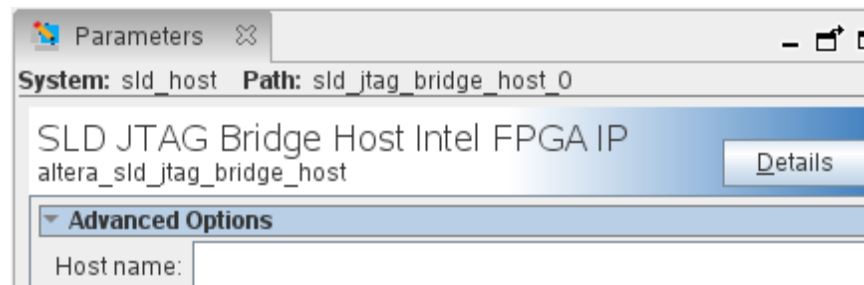 Parameters
System: sld_host Path: sld_jtag_bridge_host_0
SLD JTAG Bridge Host Intel FPGA IP
altera_sld_jtag_bridge_host
Details
Advanced Options
Host name: